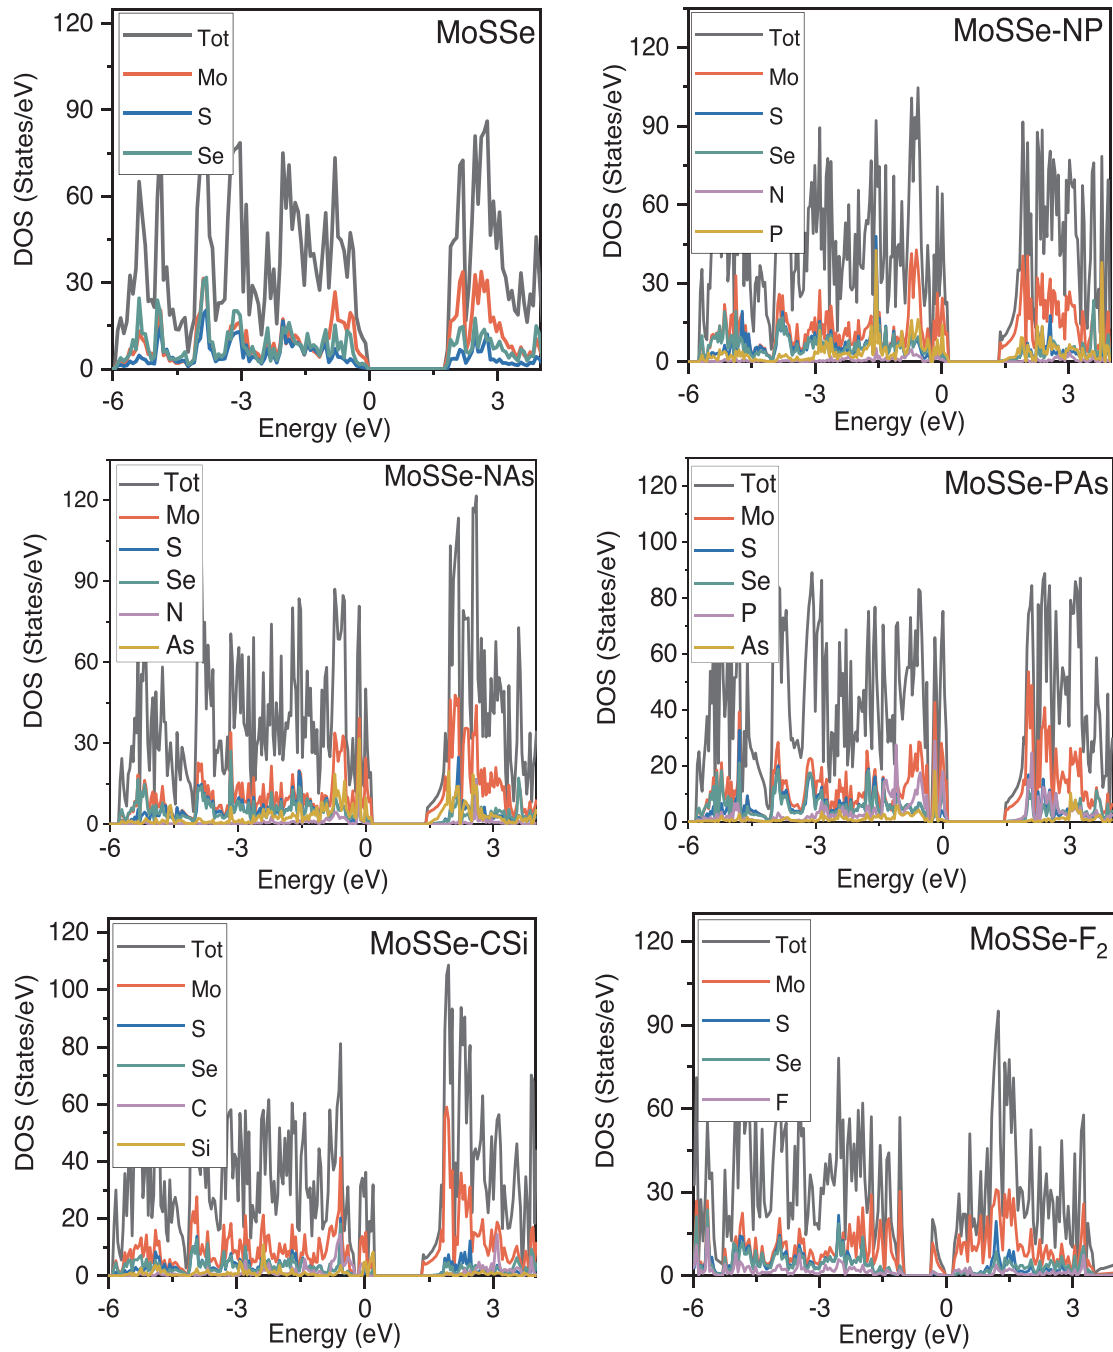 MoSSe
Tot
Mo
S
Se
120
90
60
30
0
-6 -3 0 3
DOS (States/eV)
Energy (eV)
MoSSe-NP
Tot
Mo
S
Se
N
P
120
90
60
30
0
-6 -3 0 3
DOS (States/eV)
Energy (eV)
MoSSe-NAs
Tot
Mo
S
Se
N
As
120
90
60
30
0
-6 -3 0 3
DOS (States/eV)
Energy (eV)
MoSSe-PAs
Tot
Mo
S
Se
P
As
120
100
80
60
40
20
0
-6 -3 0 3
DOS (States/eV)
Energy (eV)
MoSSe-CSi
Tot
Mo
S
Se
C
Si
120
100
80
60
40
20
0
-6 -3 0 3
DOS (States/eV)
Energy (eV)
MoSSe-F₂
Tot
Mo
S
Se
F
120
90
60
30
0
-6 -3 0 3
DOS (States/eV)
Energy (eV)